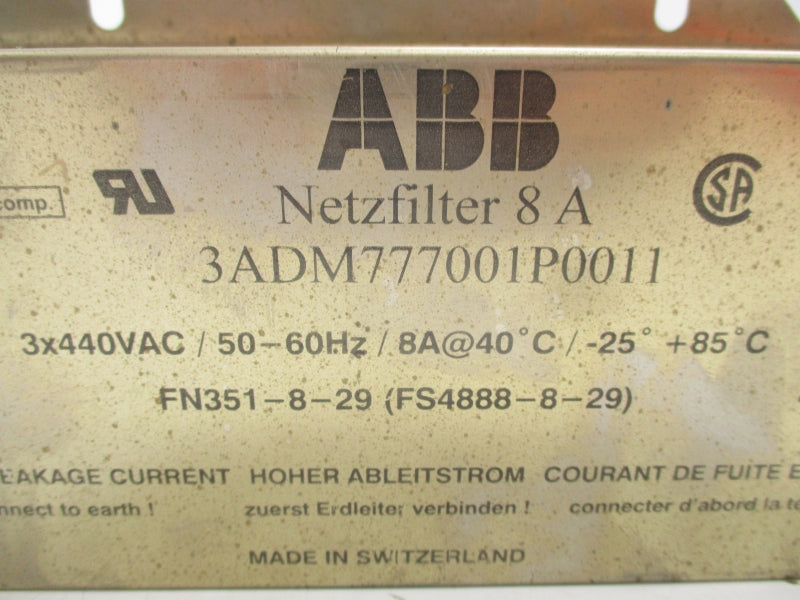 ABB
comp.]
RU
SA
Netzfilter 8 A
3ADM777001P0011
3x440VAC / 50-60Hz / 8A@40°C / -25° +85°C
FN351-8-29 (FS4888-8-29)
EAKAGE CURRENT HOHER ABLEITSTROM COURANT DE FUITE E
nnect to earth ! zuerst Erdleiter verbinden ! connecter d'abord la te
MADE IN SWITZERLAND